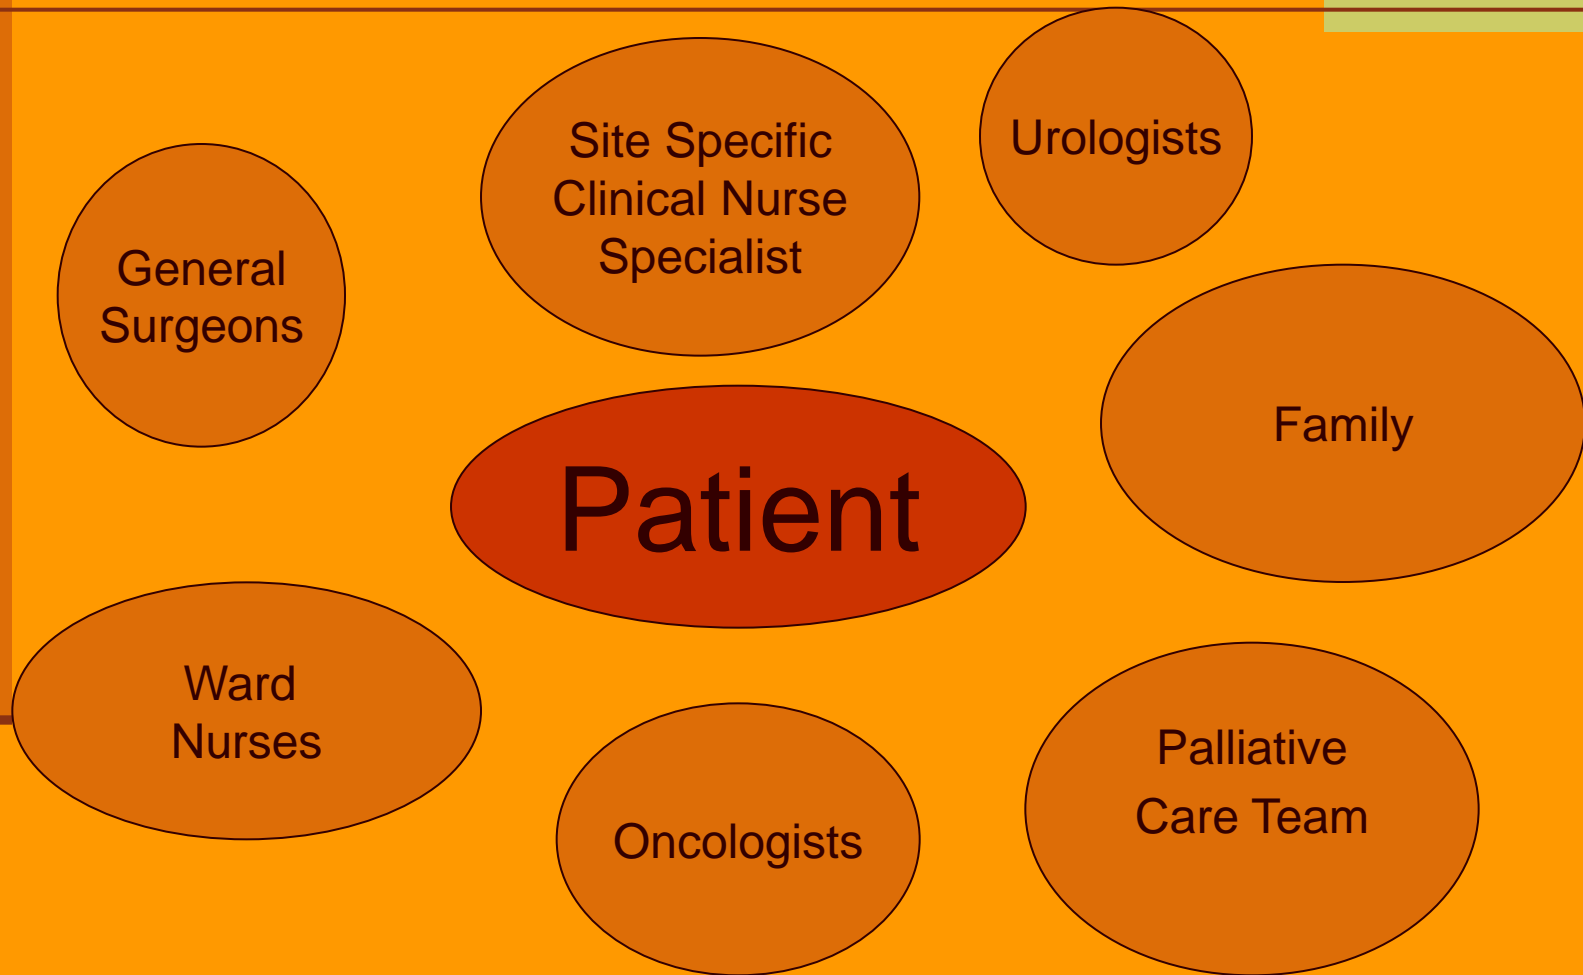 Site Specific
Clinical Nurse
Specialist
Urologists
General
Surgeons
Family
Patient
Ward
Nurses
Palliative
Care Team
Oncologists